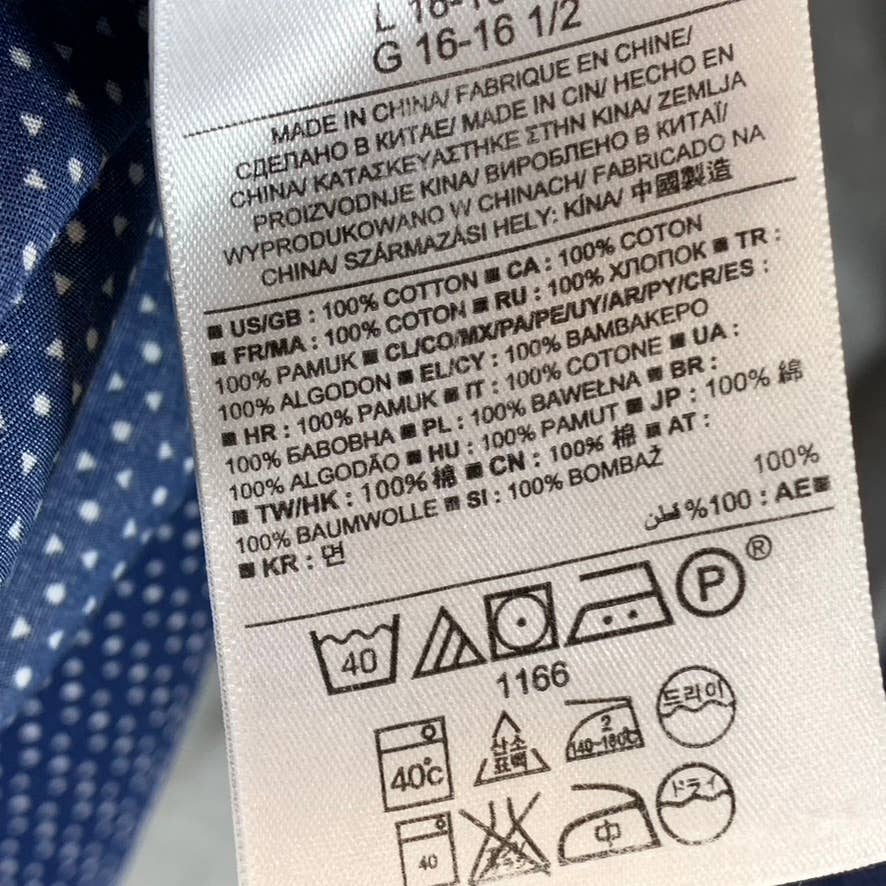 G 16-16 1/2
MADE IN CHINA/ FABRIQUE EN CHINE/
СДЕЛАНО В КИТАЕ/ MADE IN CIN/ HECHO EN
CHINA/ ΚΑΤΑΣΚΕΥΑΣΤΗΚΕ ΣΤΗΝ ΚΙΝΑ/ ZEMLJA
PROIZVODNJE KINA/ ВИРОБЛЕНО В КИТАЇ/
WYPRODUKOWANO W CHINACH/ FABRICADO NA
CHINA/ SZÁRMAZÁSI HELY: KÍNA/ 中國製造
■ US/GB : 100% COTTON ■ CA : 100% COTON
■ FR/MA : 100% COTON ■ RU : 100% ХЛОПОК ■ TR :
100% PAMUK ■ CL/CO/MX/PA/PE/UY/AR/PY/CR/ES :
100% ALGODON ■ EL/CY : 100% ΒΑΜΒΑΚΕΡΟ
■ HR : 100% PAMUK ■ IT : 100% COTONE ■ UA :
100% БАВОВНА ■ PL : 100% BAWEŁNA ■ BR :
100% ALGODÃO ■ HU : 100% PAMUT ■ JP : 100% 綿
■ TW/HK : 100% 棉 ■ CN : 100% 棉 ■ AT :
100% BAUMWOLLE ■ SI : 100% BOMBAŽ
■ KR : 면 100%
■AE : 100% قطن
40 P ®
1166
40℃ 산소 표백 2 140-160℃ 드라이
40 中 ドライ